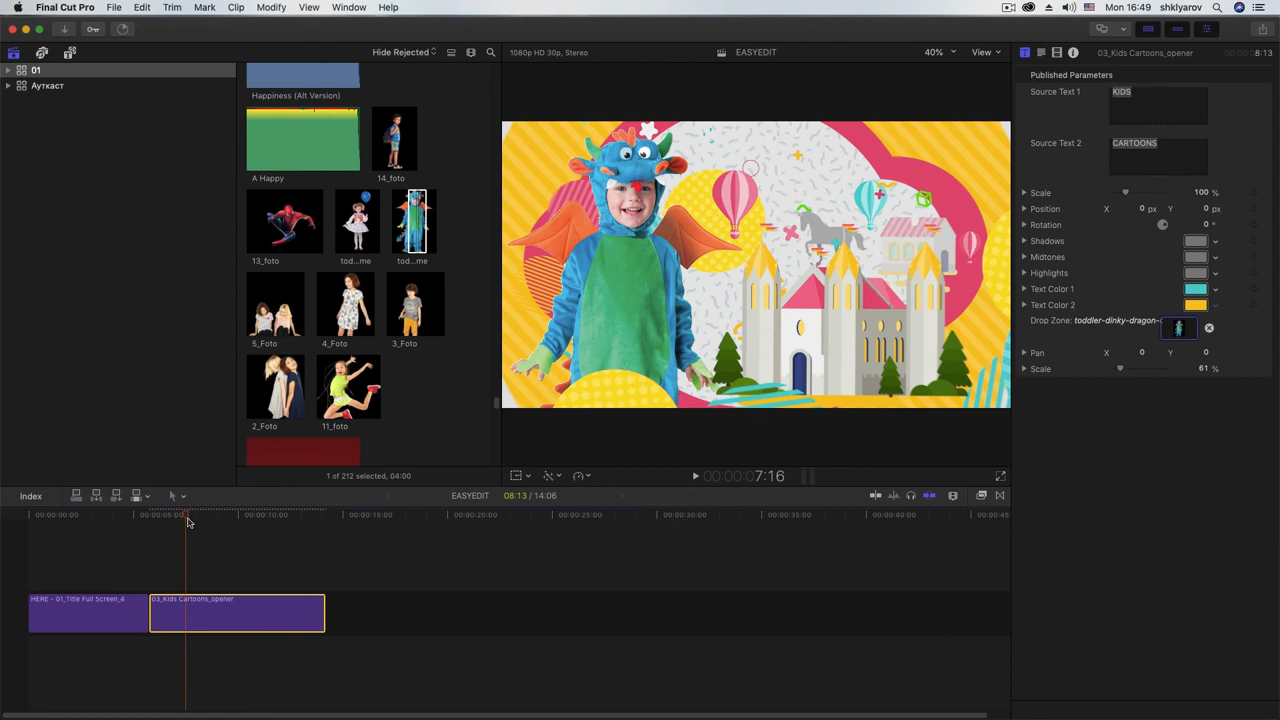 Final Cut Pro File Edit Trim Mark Clip Modify View Window Help
Mon 16:49 shklyarov
Hide Rejected
1080p HD 30p, Stereo
EASYEDIT
40%
View
03_Kids Cartoons_opener
8:13
01
Ауткаст
Happiness (Alt Version)
A Happy
14_foto
13_foto
tod...me
tod...me
5_Foto
4_Foto
3_Foto
2_Foto
11_foto
1 of 212 selected, 04:00
00:00:00:07:16
Published Parameters
Source Text 1
KIDS
Source Text 2
CARTOONS
Scale
100 %
Position
X 0 px Y 0 px
Rotation
0 °
Shadows
Midtones
Highlights
Text Color 1
Text Color 2
Drop Zone: toddler-dinky-dragon-
Pan
X 0 Y 0
Scale
61 %
Index
EASYEDIT
08:13 / 14:06
00:00:00:00
00:00:05:00
00:00:10:00
00:00:15:00
00:00:20:00
00:00:25:00
00:00:30:00
00:00:35:00
00:00:40:00
00:00:45
HERE - 01_Title Full Screen_4
03_Kids Cartoons_opener